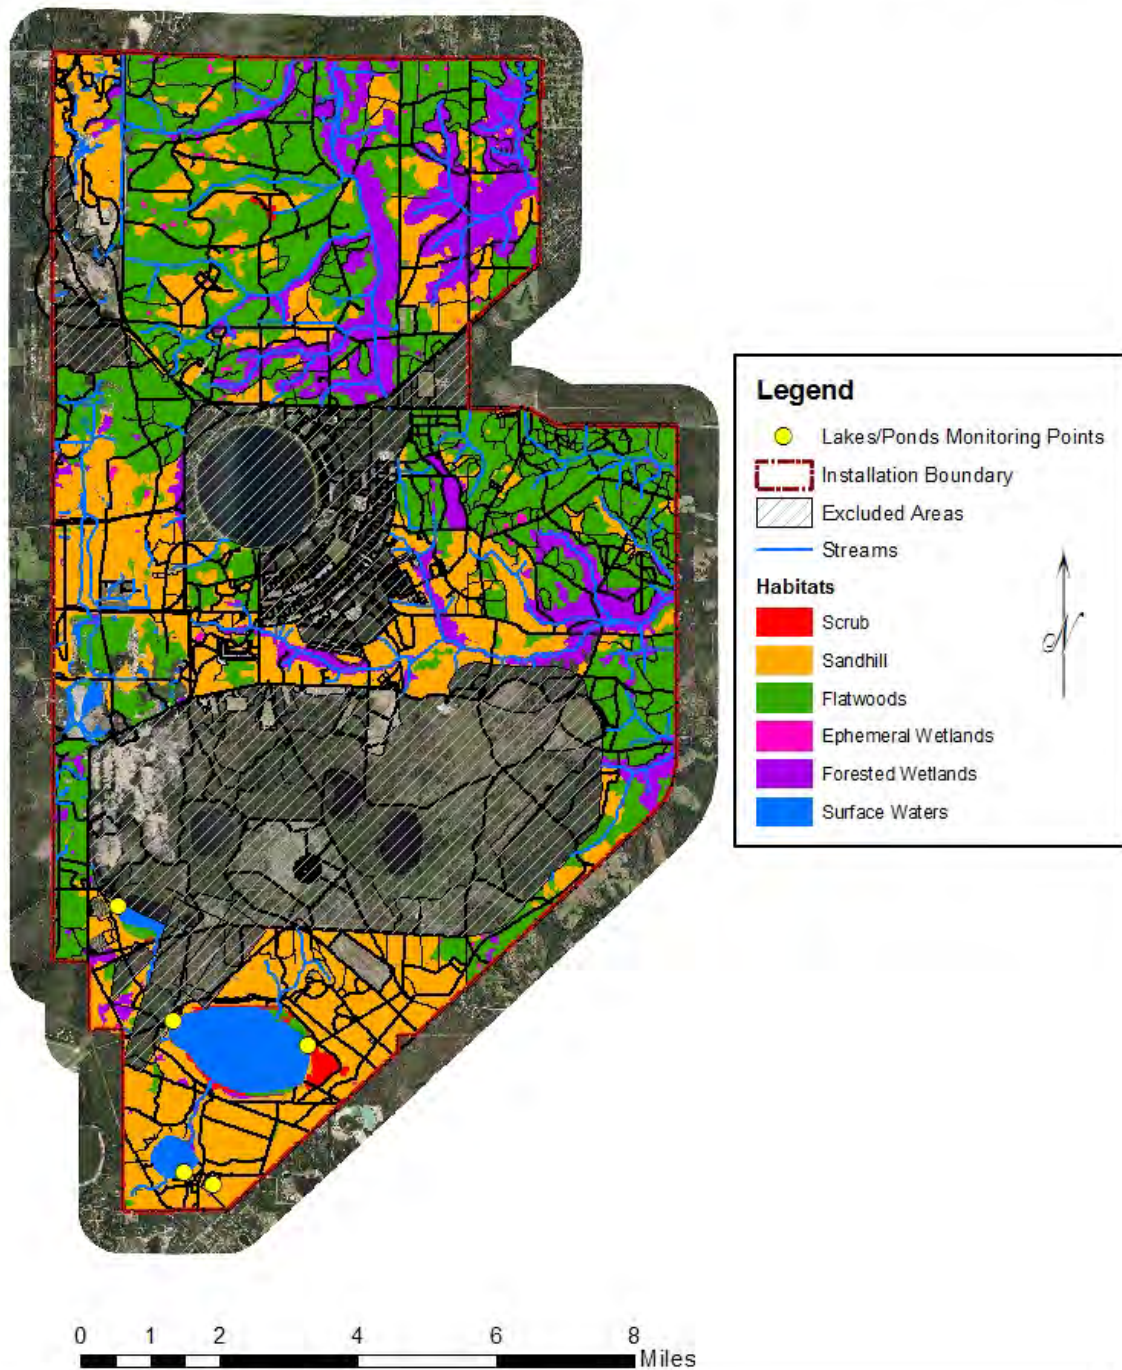 Legend
Lakes/Ponds Monitoring Points
Installation Boundary
Excluded Areas
Streams
Habitats
Scrub
Sandhill
Flatwoods
Ephemeral Wetlands
Forested Wetlands
Surface Waters
N
0 1 2 4 6 8
Miles